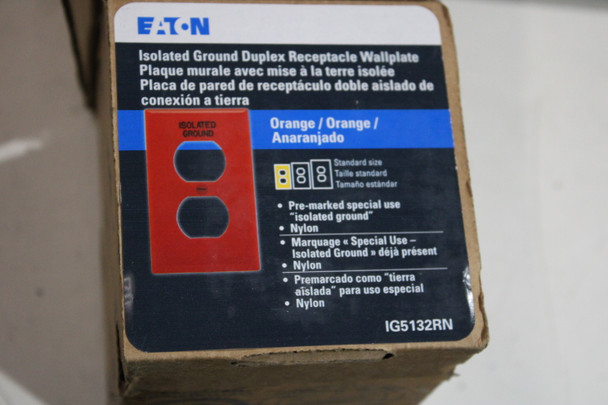 EATON
Isolated Ground Duplex Receptacle Wallplate
Plaque murale avec mise à la terre isolée
Placa de pared de receptáculo doble aislado de
conexión a tierra
ISOLATED
GROUND
Orange / Orange /
Anaranjado
Standard size
Taille standard
Tamaño estándar
• Pre-marked special use
"isolated ground"
• Nylon
• Marquage « Special Use –
Isolated Ground » déjà présent
• Nylon
• Premarcado como "tierra
aislada" para uso especial
• Nylon
IG5132RN